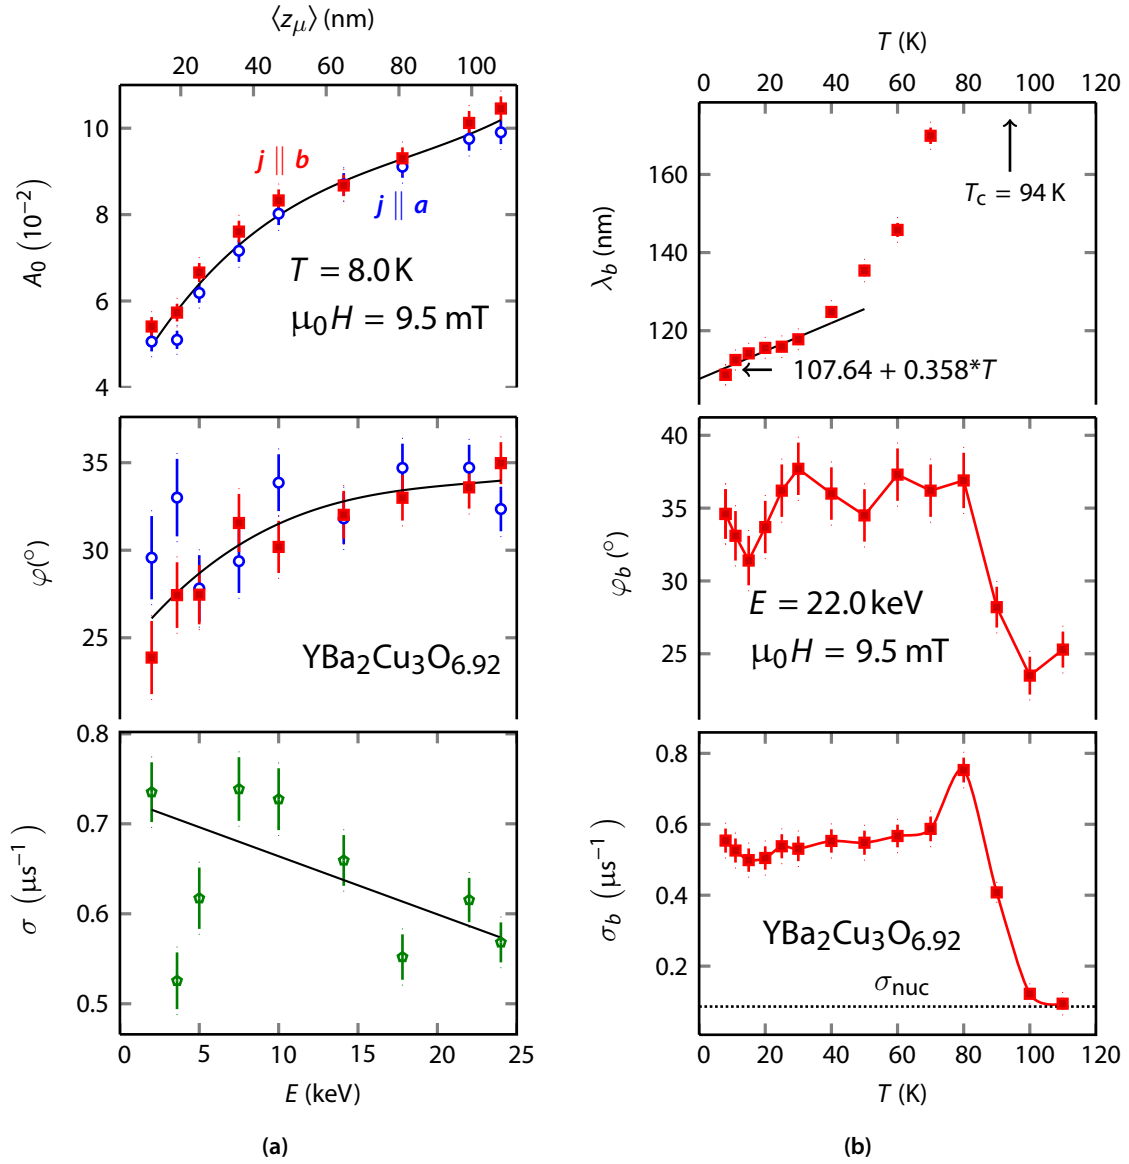 ⟨z_μ⟩ (nm)
20 40 60 80 100
A₀ (10⁻²)
10
8
6
4
j ∥ b
j ∥ a
T = 8.0 K
μ₀H = 9.5 mT
φ(°)
35
30
25
YBa₂Cu₃O₆.₉₂
σ (μs⁻¹)
0.8
0.7
0.6
0.5
0 5 10 15 20 25
E (keV)
(a)
T (K)
0 20 40 60 80 100 120
λ_b (nm)
160
140
120
T_c = 94 K
107.64 + 0.358*T
φ_b (°)
40
35
30
25
E = 22.0 keV
μ₀H = 9.5 mT
σ_b (μs⁻¹)
0.8
0.6
0.4
0.2
YBa₂Cu₃O₆.₉₂
σ_nuc
0 20 40 60 80 100 120
T (K)
(b)